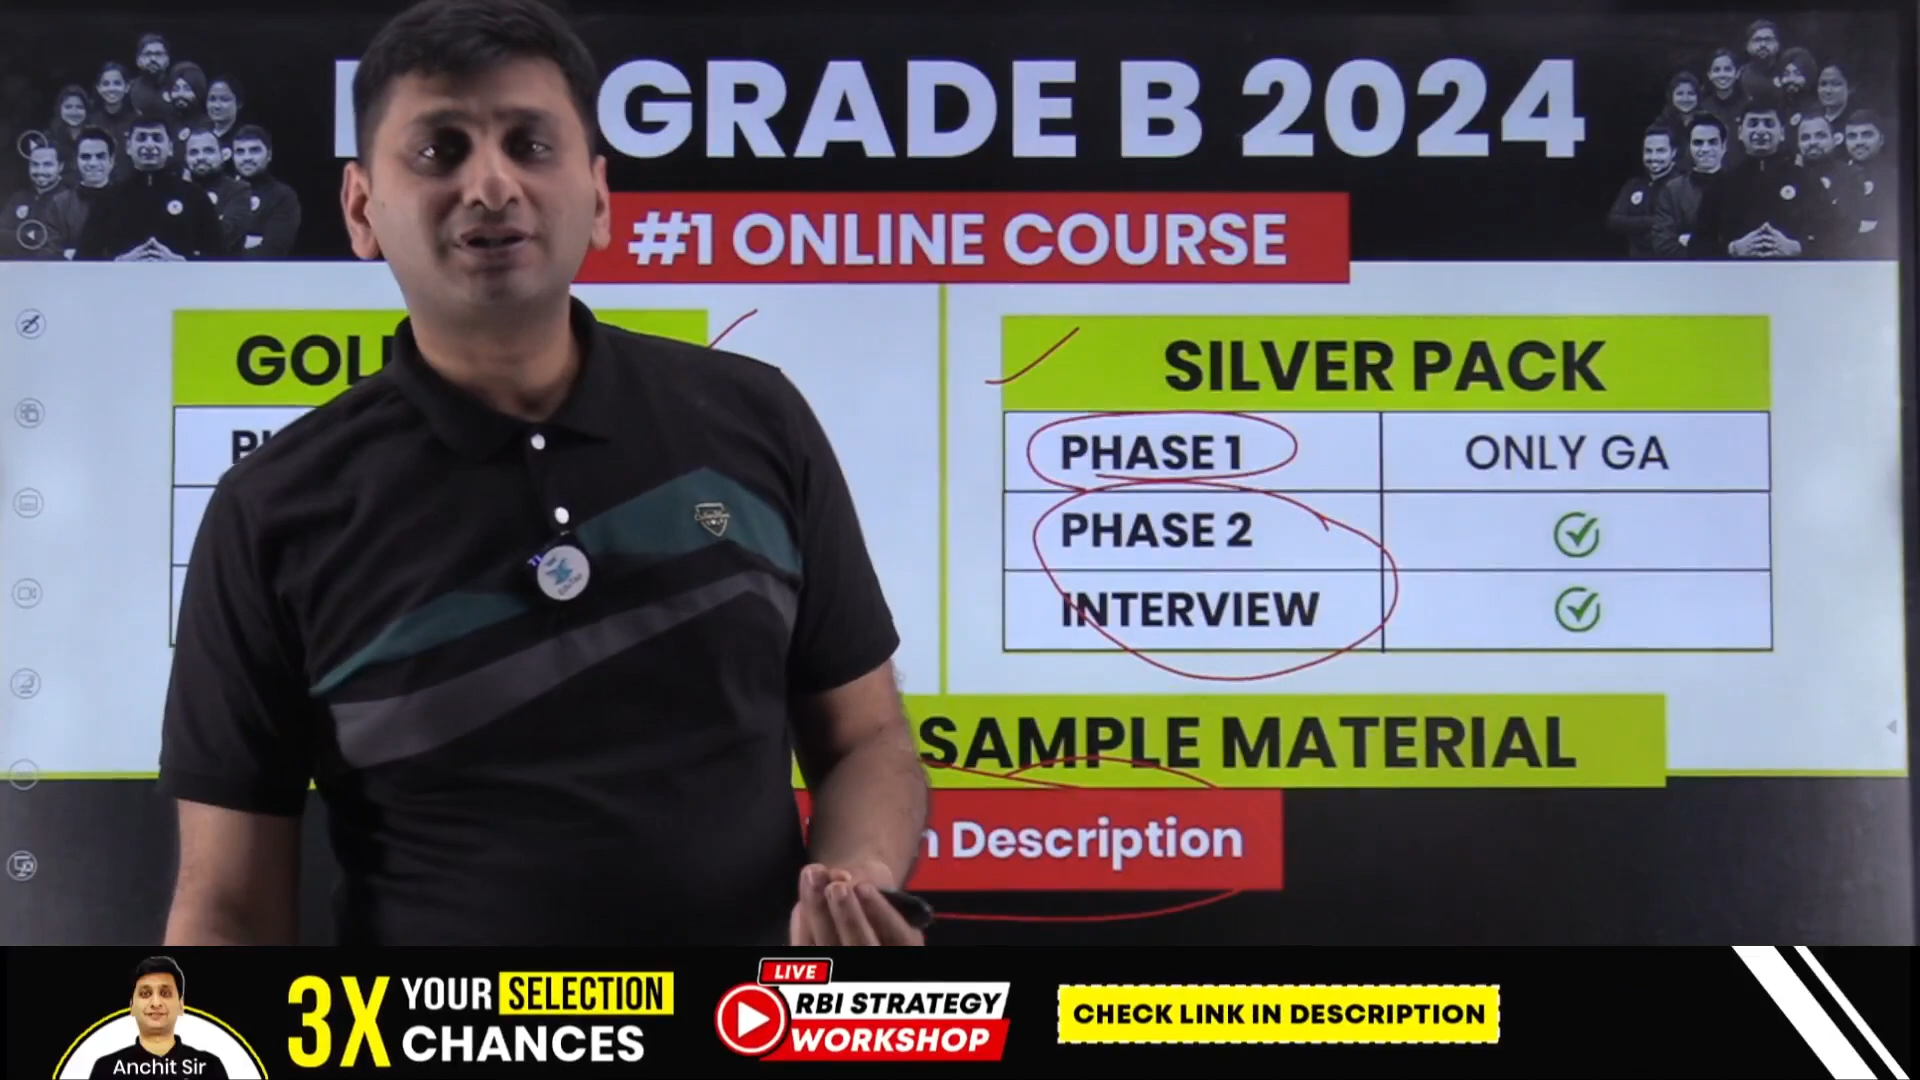 GRADE B 2024
#1 ONLINE COURSE
SILVER PACK
PHASE 1 ONLY GA
PHASE 2
INTERVIEW
SAMPLE MATERIAL
Description
3X YOUR SELECTION CHANCES
LIVE
RBI STRATEGY
WORKSHOP
CHECK LINK IN DESCRIPTION
Anchit Sir